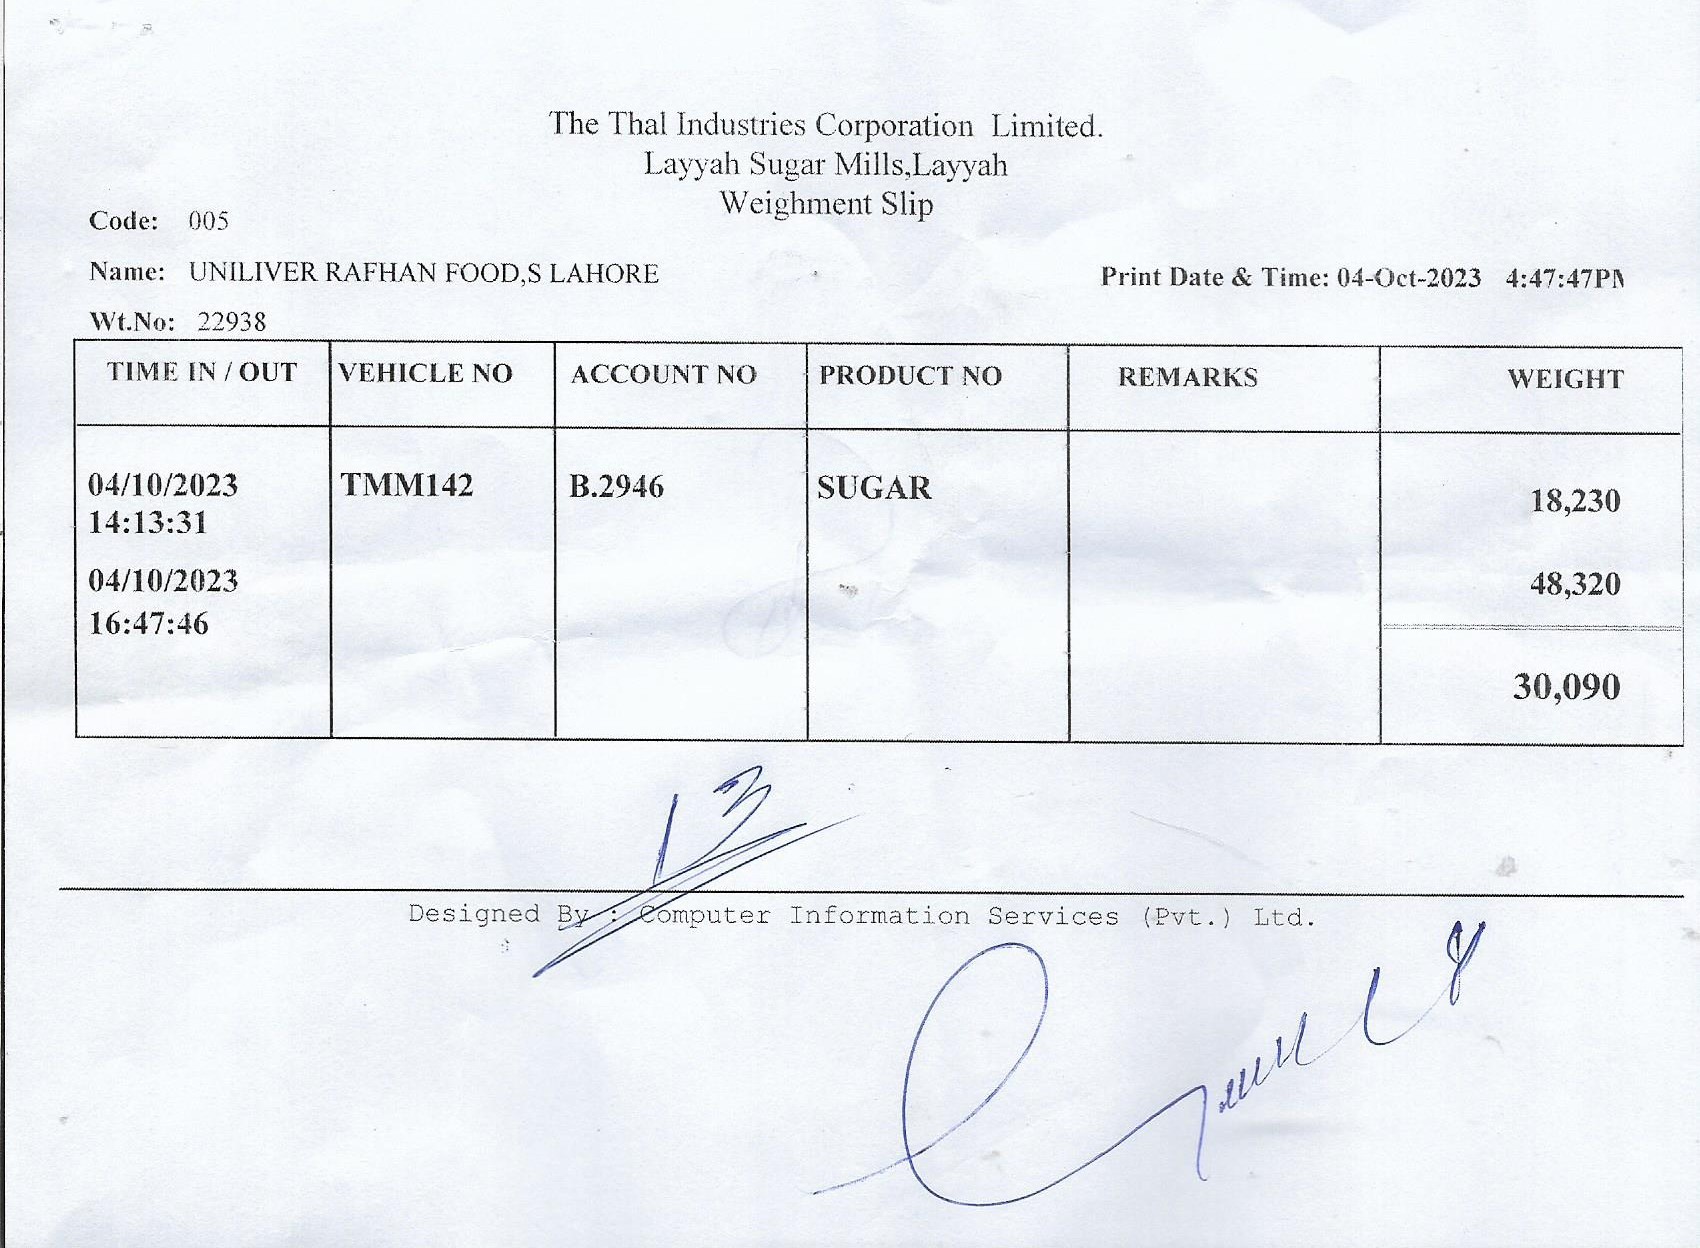 The Thal Industries Corporation Limited.
Layyah Sugar Mills,Layyah
Weighment Slip
Code: 005
Name: UNILIVER RAFHAN FOOD,S LAHORE
Print Date & Time: 04-Oct-2023 4:47:47PM
Wt.No: 22938
TIME IN / OUT VEHICLE NO ACCOUNT NO PRODUCT NO REMARKS WEIGHT
04/10/2023 TMM142 B.2946 SUGAR 18,230
14:13:31
04/10/2023 48,320
16:47:46
30,090
13
Designed By : Computer Information Services (Pvt.) Ltd.